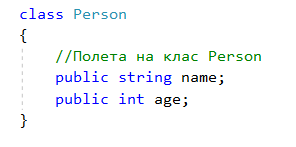 class Person
{
//Полета на клас Person
public string name;
public int age;
}